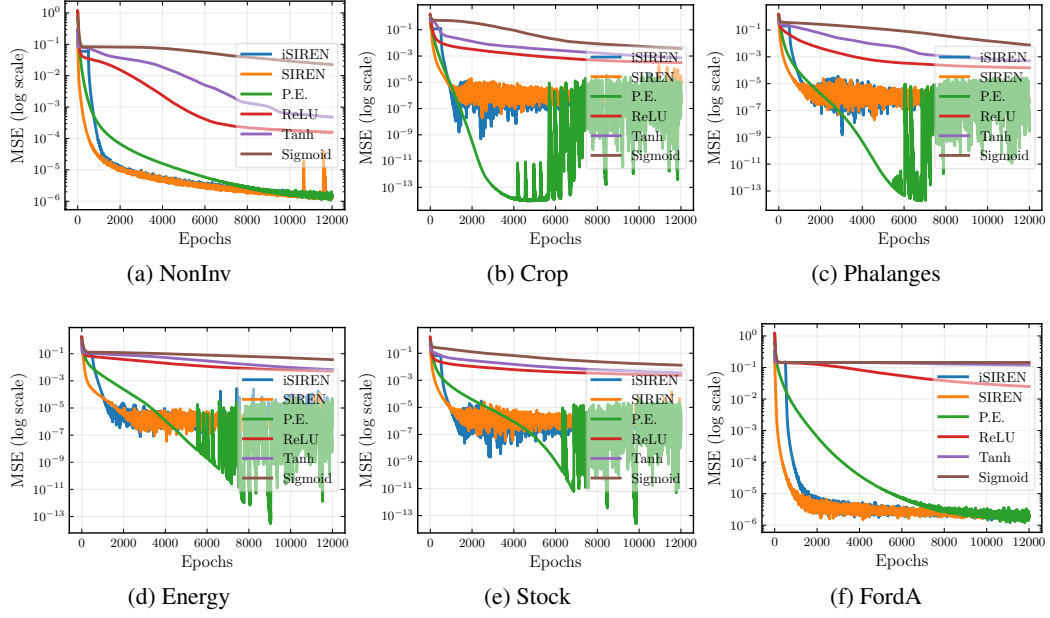 MSE (log scale)
10⁰
10⁻¹
10⁻²
10⁻³
10⁻⁴
10⁻⁵
10⁻⁶
iSIREN
SIREN
P.E.
ReLU
Tanh
Sigmoid
0 2000 4000 6000 8000 10000 12000
Epochs
(a) NonInv
MSE (log scale)
10⁻¹
10⁻³
10⁻⁵
10⁻⁷
10⁻⁹
10⁻¹¹
10⁻¹³
iSIREN
SIREN
P.E.
ReLU
Tanh
Sigmoid
0 2000 4000 6000 8000 10000 12000
Epochs
(b) Crop
MSE (log scale)
10⁻¹
10⁻³
10⁻⁵
10⁻⁷
10⁻⁹
10⁻¹¹
10⁻¹³
iSIREN
SIREN
P.E.
ReLU
Tanh
Sigmoid
0 2000 4000 6000 8000 10000 12000
Epochs
(c) Phalanges
MSE (log scale)
10⁻¹
10⁻³
10⁻⁵
10⁻⁷
10⁻⁹
10⁻¹¹
10⁻¹³
iSIREN
SIREN
P.E.
ReLU
Tanh
Sigmoid
0 2000 4000 6000 8000 10000 12000
Epochs
(d) Energy
MSE (log scale)
10⁻¹
10⁻³
10⁻⁵
10⁻⁷
10⁻⁹
10⁻¹¹
10⁻¹³
iSIREN
SIREN
P.E.
ReLU
Tanh
Sigmoid
0 2000 4000 6000 8000 10000 12000
Epochs
(e) Stock
MSE (log scale)
10⁰
10⁻¹
10⁻²
10⁻³
10⁻⁴
10⁻⁵
10⁻⁶
iSIREN
SIREN
P.E.
ReLU
Tanh
Sigmoid
0 2000 4000 6000 8000 10000 12000
Epochs
(f) FordA